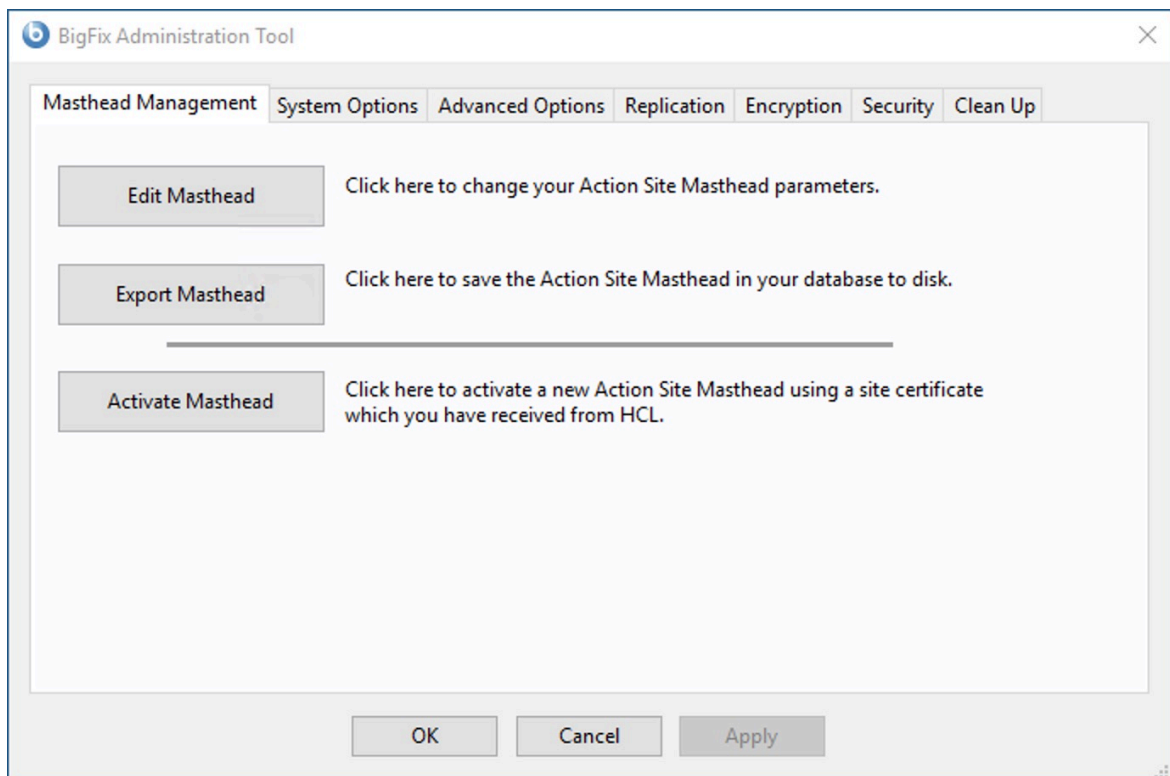 BigFix Administration Tool
Masthead Management System Options Advanced Options Replication Encryption Security Clean Up
Edit Masthead
Click here to change your Action Site Masthead parameters.
Export Masthead
Click here to save the Action Site Masthead in your database to disk.
Activate Masthead
Click here to activate a new Action Site Masthead using a site certificate
which you have received from HCL.
OK Cancel Apply